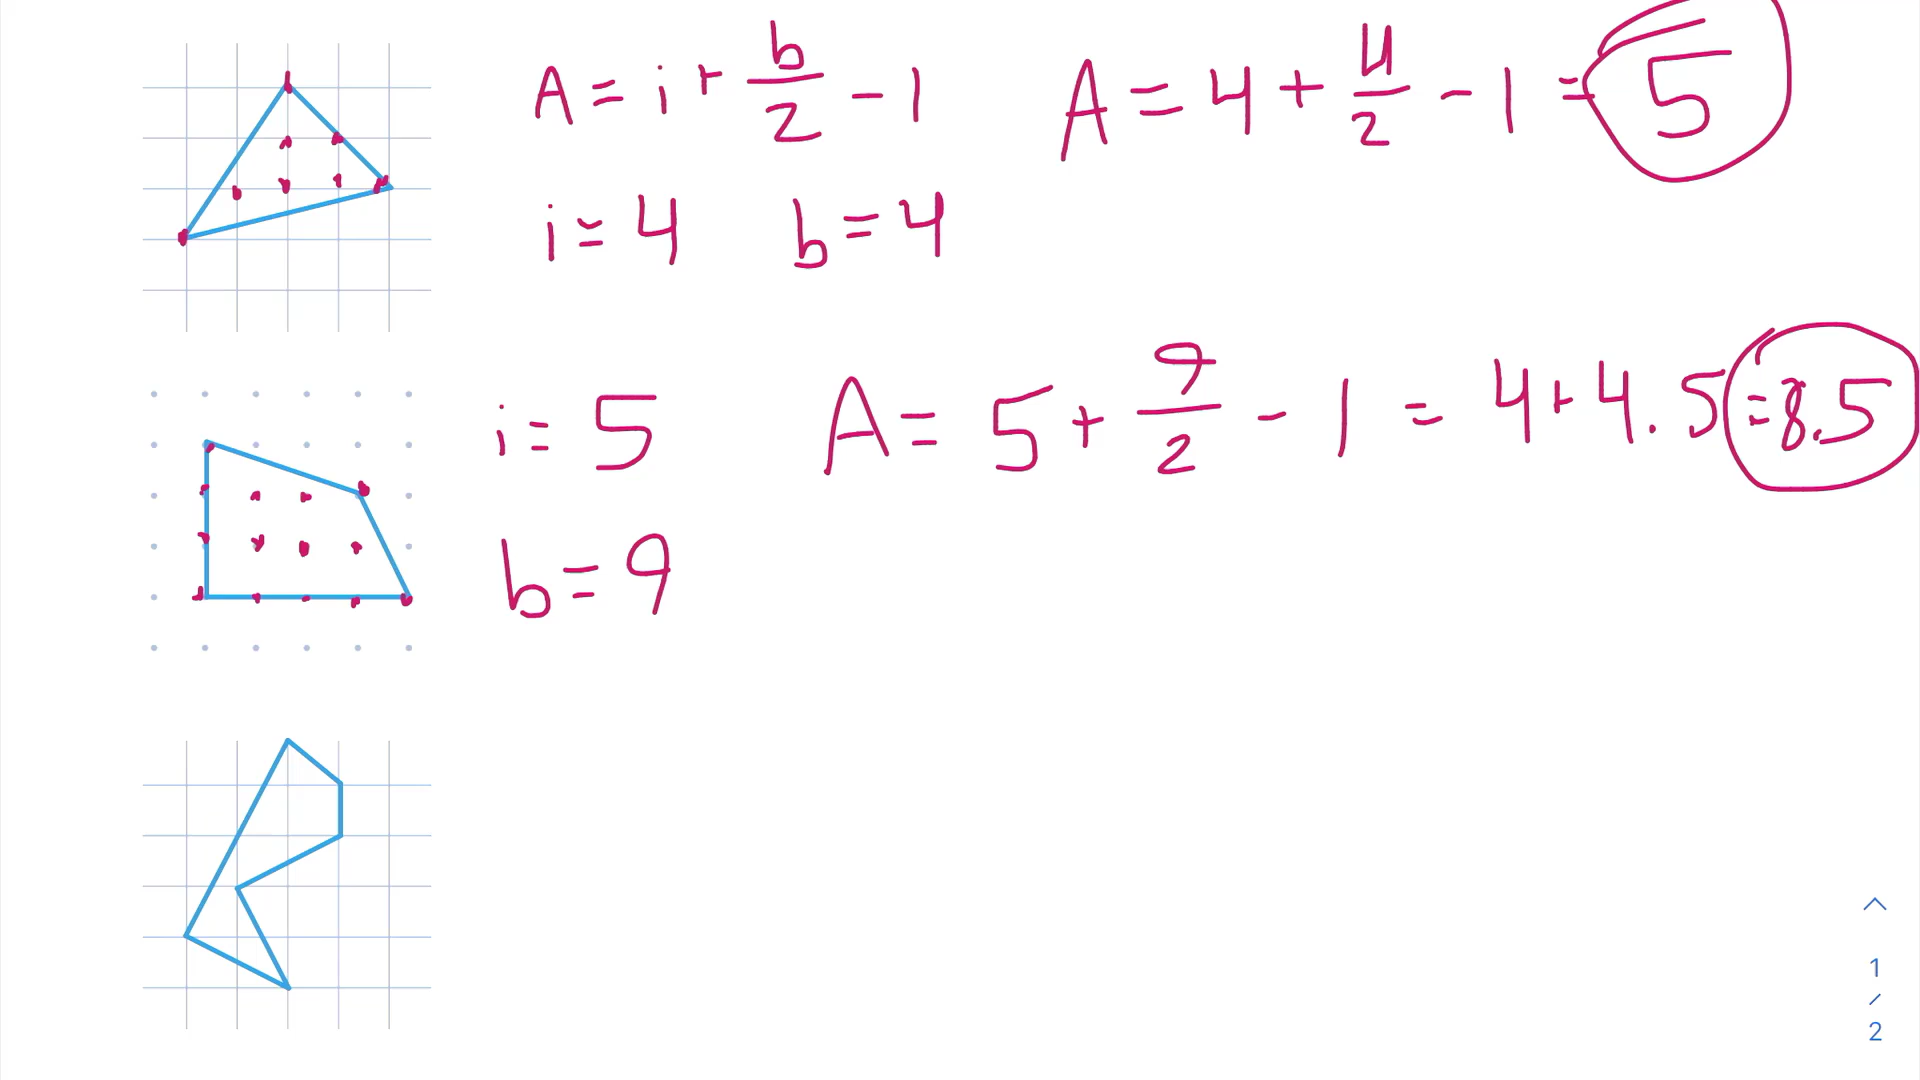 A = i + b/2 - 1
A = 4 + 4/2 - 1 = 5
i = 4
b = 4
i = 5
A = 5 + 9/2 - 1 = 4 + 4.5 = 8.5
b = 9
1
/
2